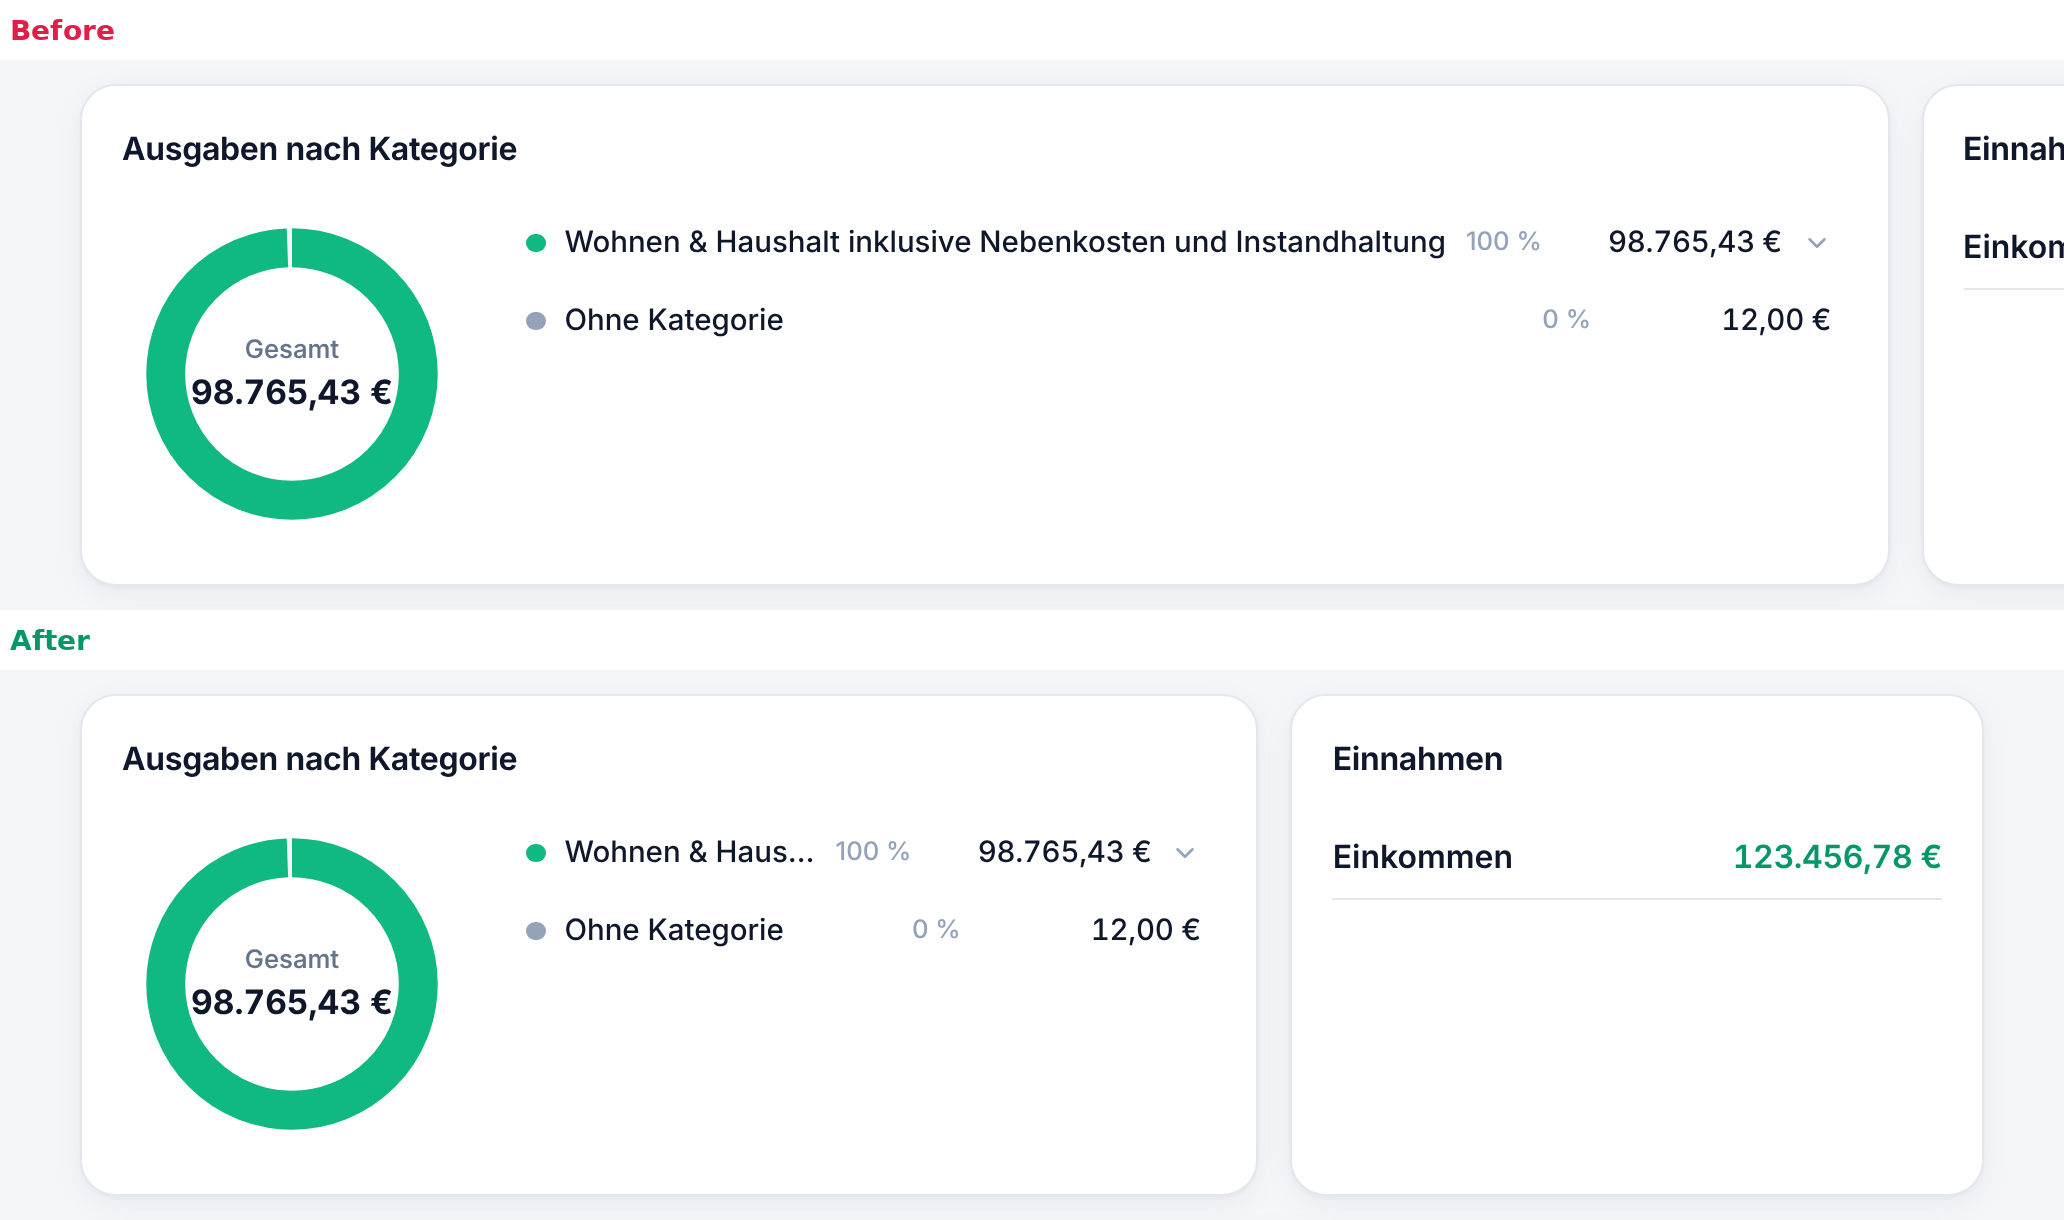 Before
Ausgaben nach Kategorie
Einnah
Wohnen & Haushalt inklusive Nebenkosten und Instandhaltung 100 % 98.765,43 €
Einkom
Ohne Kategorie 0 % 12,00 €
Gesamt
98.765,43 €
After
Ausgaben nach Kategorie
Wohnen & Haus... 100 % 98.765,43 €
Ohne Kategorie 0 % 12,00 €
Gesamt
98.765,43 €
Einnahmen
Einkommen 123.456,78 €